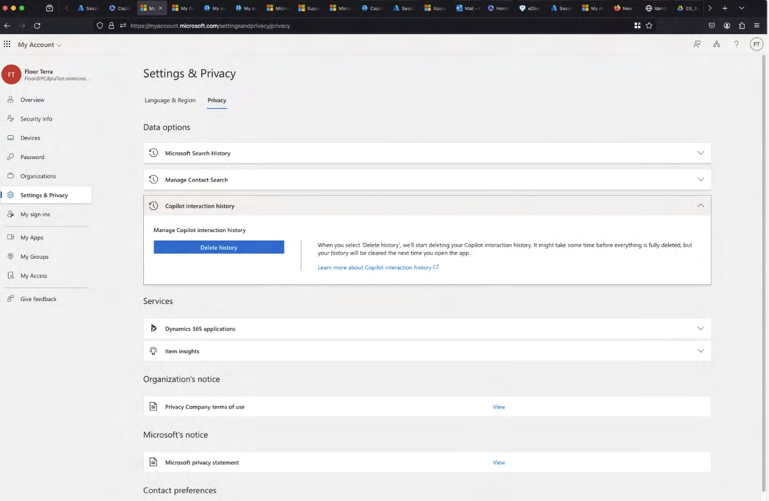 https://myaccount.microsoft.com/settingsandprivacy/privacy
My Account
FT
FT
Floor Terra
Overview
Security info
Devices
Password
Organizations
Settings & Privacy
My sign-ins
My Apps
My Groups
My Access
Give feedback
Settings & Privacy
Language & Region
Privacy
Data options
Microsoft Search History
Manage Contact Search
Copilot interaction history
Manage Copilot interaction history
Delete history
When you select 'Delete history', we'll start deleting your Copilot interaction history. It might take some time before everything is fully deleted, but
your history will be cleared the next time you open the app.
Learn more about Copilot interaction history
Services
Dynamics 365 applications
Item insights
Organization's notice
Privacy Company terms of use
View
Microsoft's notice
Microsoft privacy statement
View
Contact preferences